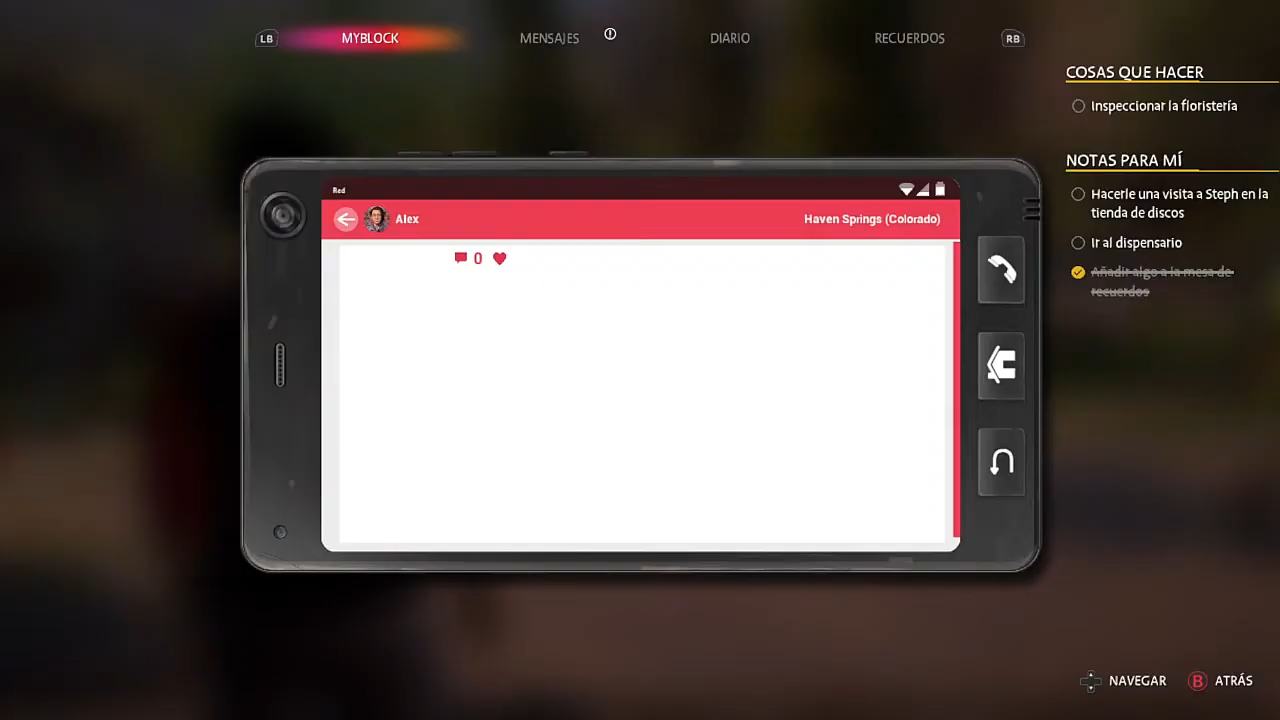 LB
MYBLOCK
MENSAJES
DIARIO
RECUERDOS
RB
COSAS QUE HACER
Inspeccionar la floristería
NOTAS PARA MÍ
Hacerle una visita a Steph en la
tienda de discos
Ir al dispensario
Añadir algo a la mesa de
recuerdos
Red
Alex
Haven Springs (Colorado)
0
NAVEGAR
B ATRÁS